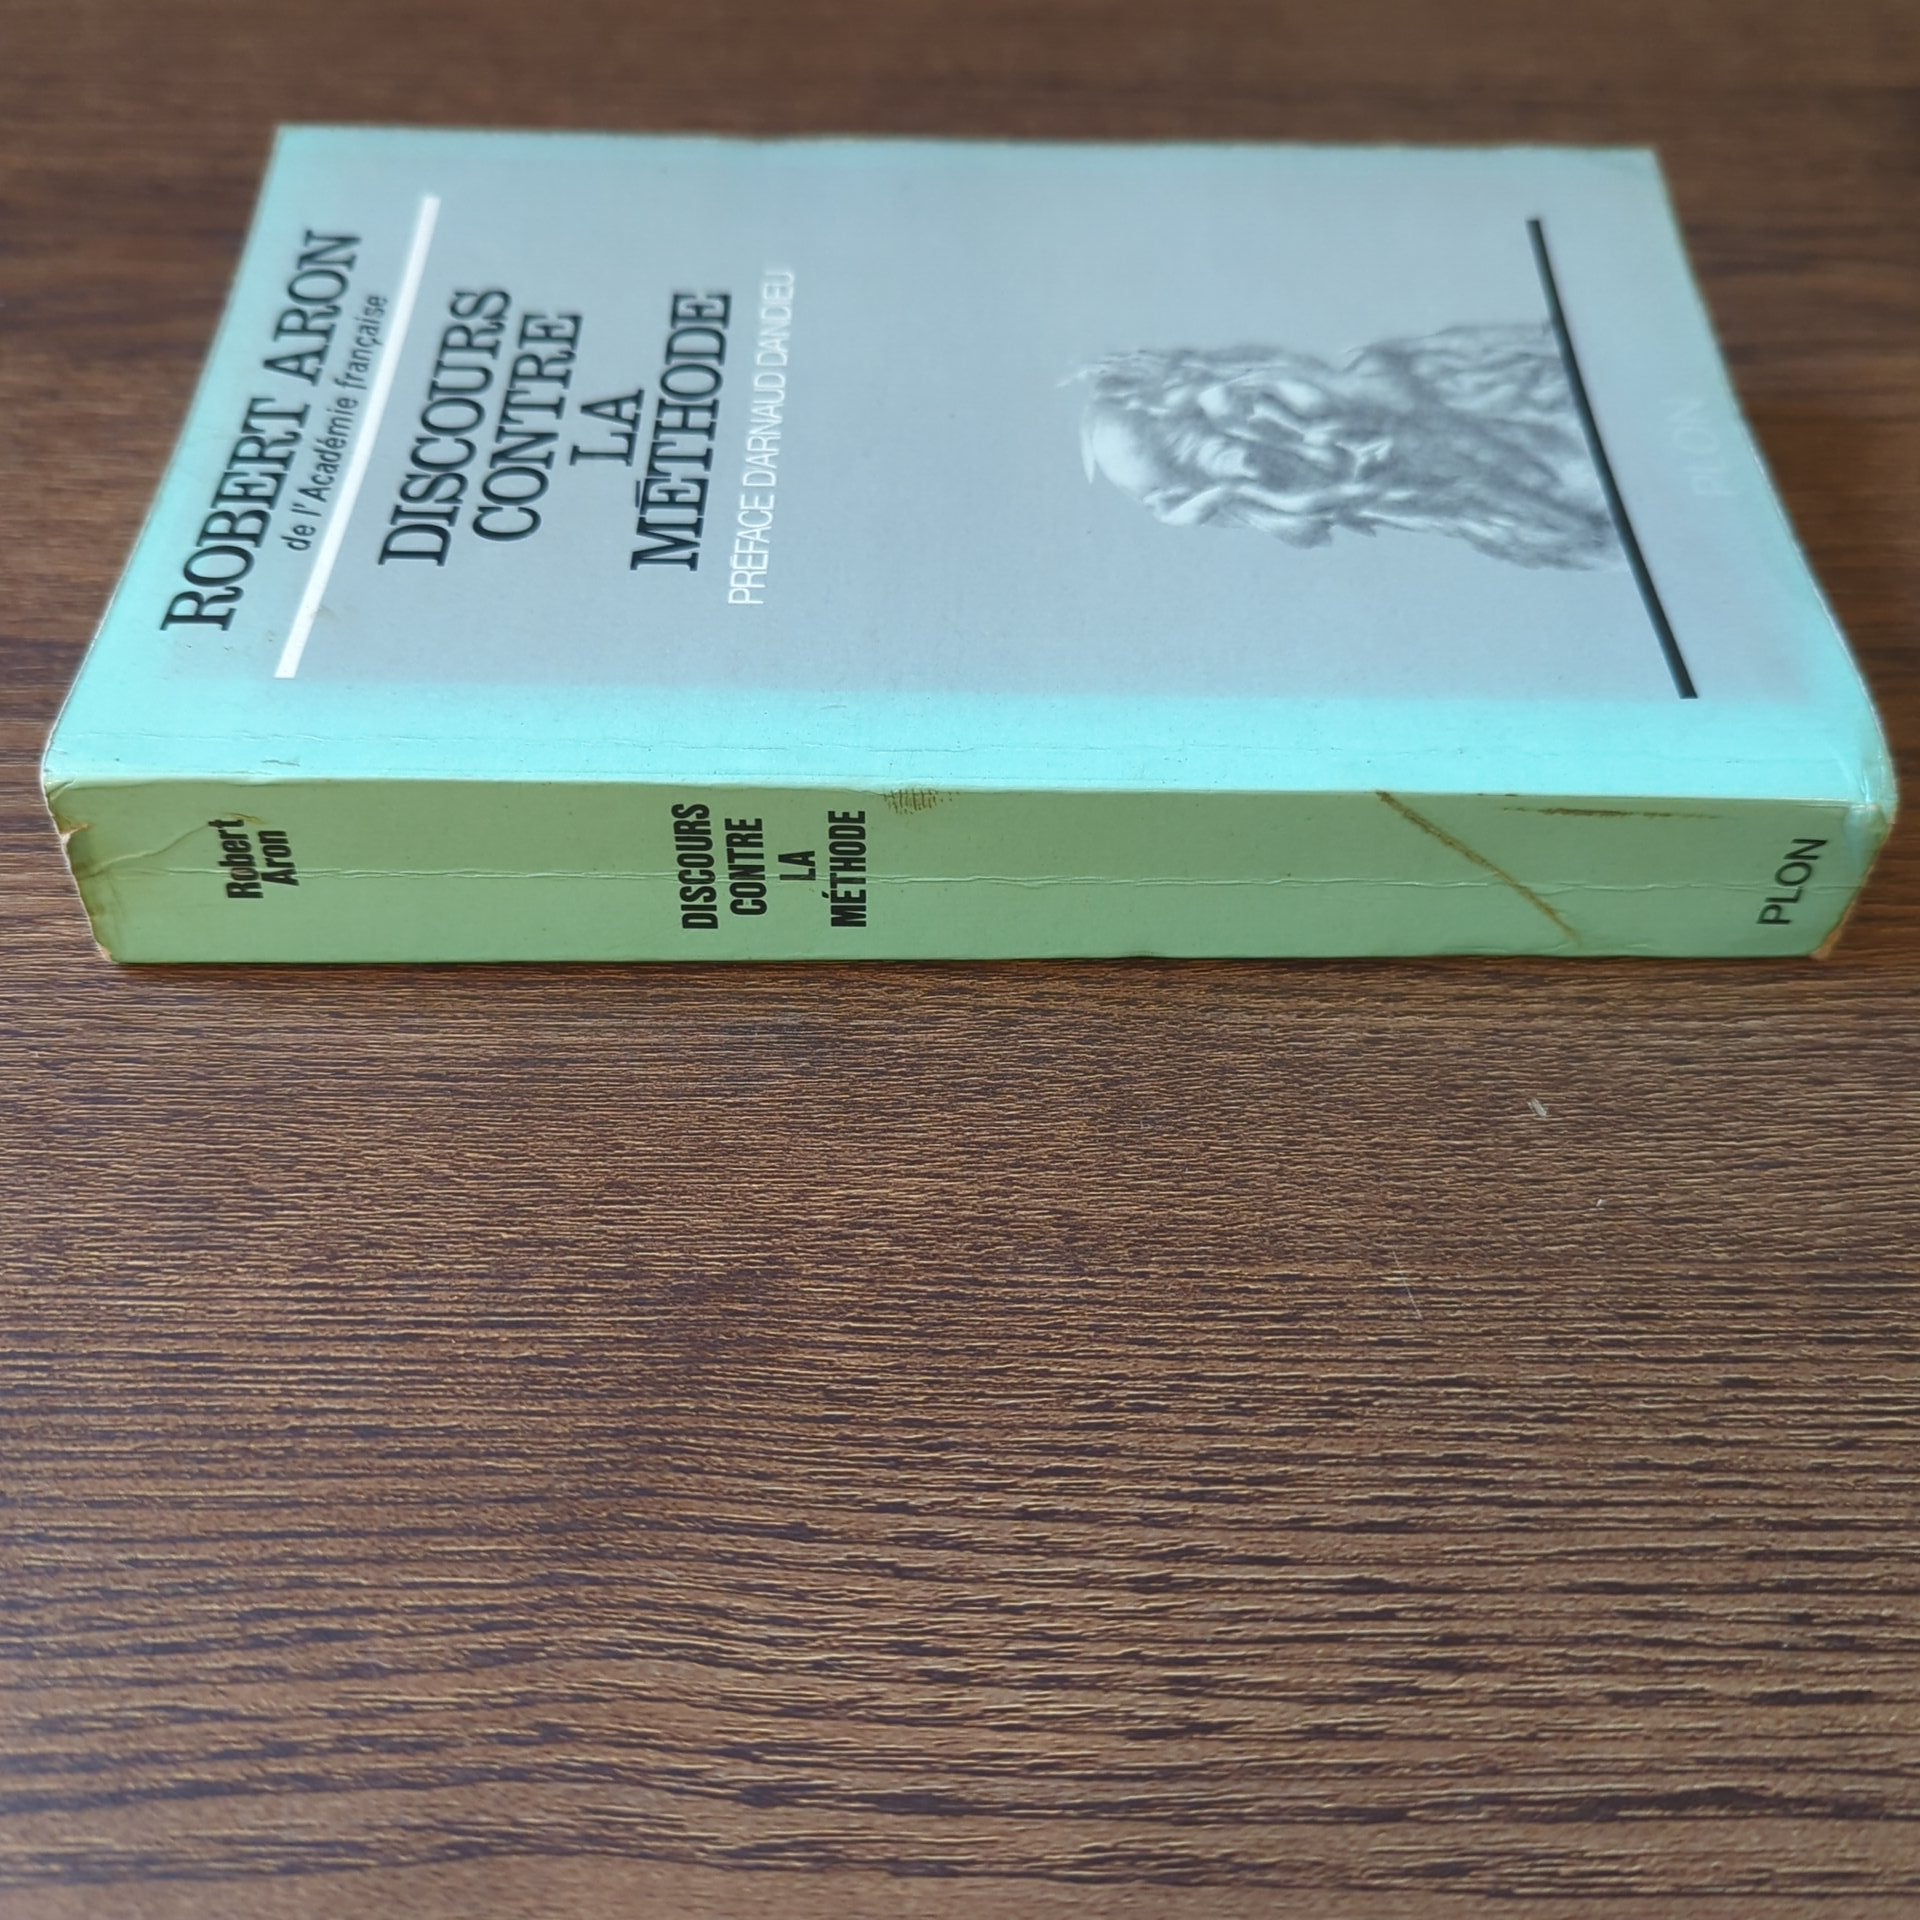 ROBERT ARON
de l'Académie française
DISCOURS
CONTRE
LA
MÉTHODE
PRÉFACE D'ARNAUD DANDIEU
PLON
Robert
Aron
DISCOURS
CONTRE
LA
MÉTHODE
PLON